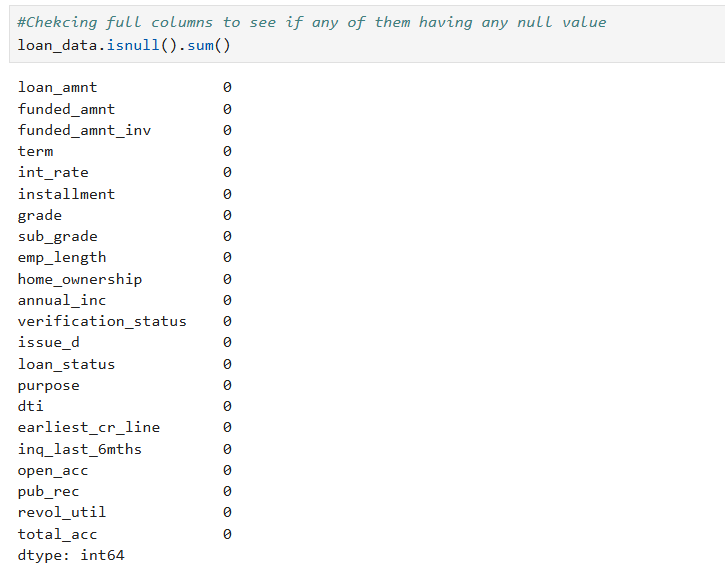 #Chekcing full columns to see if any of them having any null value
loan_data.isnull().sum()
loan_amnt 0
funded_amnt 0
funded_amnt_inv 0
term 0
int_rate 0
installment 0
grade 0
sub_grade 0
emp_length 0
home_ownership 0
annual_inc 0
verification_status 0
issue_d 0
loan_status 0
purpose 0
dti 0
earliest_cr_line 0
inq_last_6mths 0
open_acc 0
pub_rec 0
revol_util 0
total_acc 0
dtype: int64